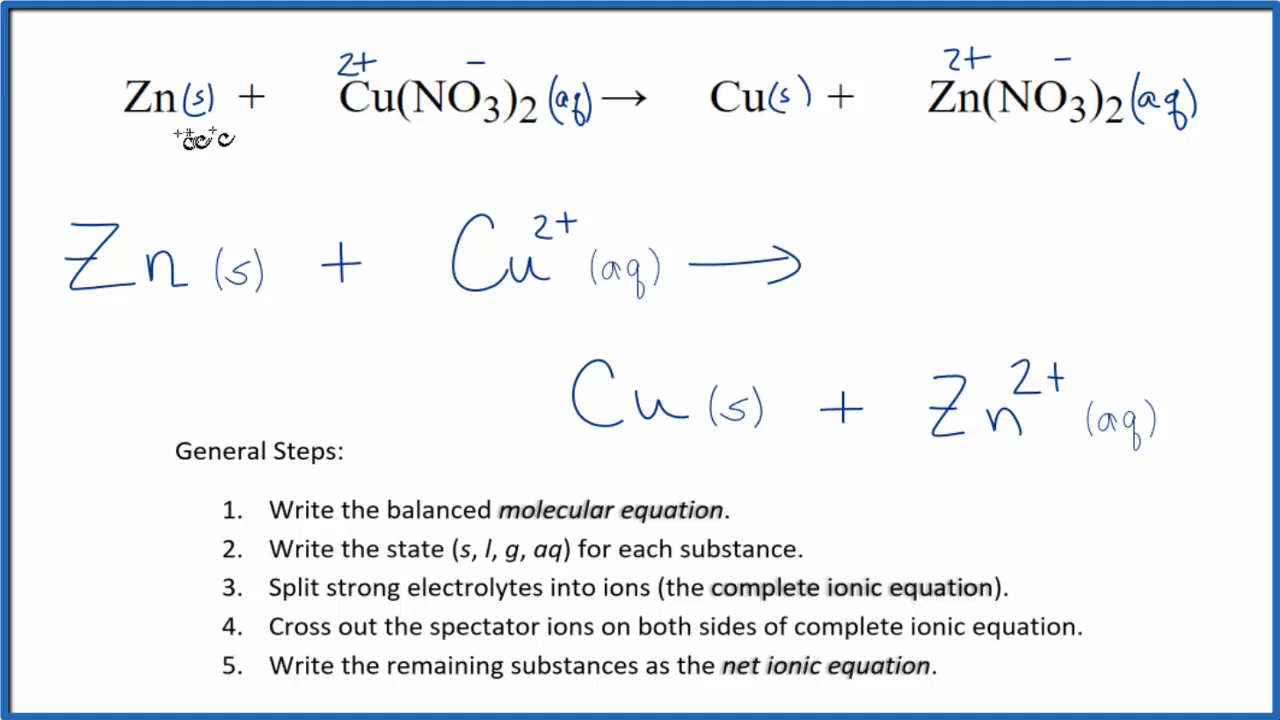 Zn(s) + Cu²⁺(NO₃⁻)₂(aq) → Cu(s) + Zn²⁺(NO₃⁻)₂(aq)
Zn(s) + Cu²⁺(aq) →
Cu(s) + Zn²⁺(aq)
General Steps:
1. Write the balanced molecular equation.
2. Write the state (s, l, g, aq) for each substance.
3. Split strong electrolytes into ions (the complete ionic equation).
4. Cross out the spectator ions on both sides of complete ionic equation.
5. Write the remaining substances as the net ionic equation.